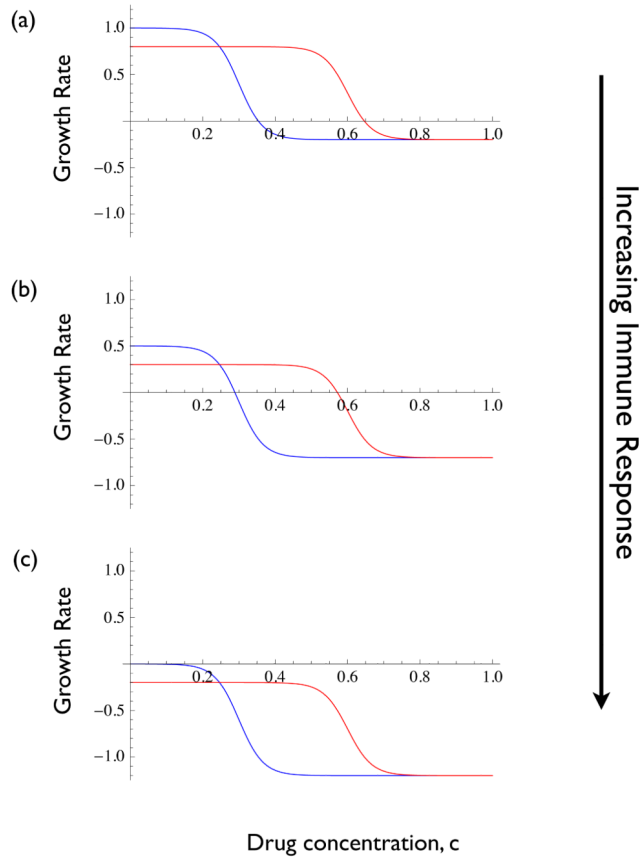 (a)
1.0
0.5
0.2 0.4 0.6 0.8 1.0
−0.5
−1.0
Growth Rate
(b)
1.0
0.5
0.2 0.4 0.6 0.8 1.0
−0.5
−1.0
Growth Rate
(c)
1.0
0.5
0.2 0.4 0.6 0.8 1.0
−0.5
−1.0
Growth Rate
Drug concentration, c
Increasing Immune Response